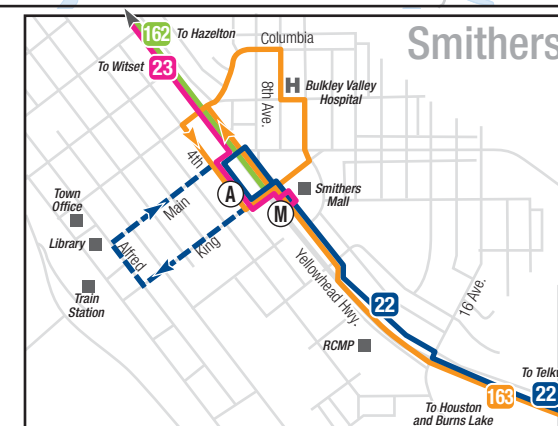 Smithers
162 To Hazelton
To Witset 23
Columbia
8th Ave.
H Bulkley Valley
Hospital
4th
A
M
Smithers
Mall
Town
Office
Main
Library
Alfred
King
Train
Station
Yellowhead Hwy.
16 Ave.
22
RCMP
To Telk
22
163
To Houston
and Burns Lake